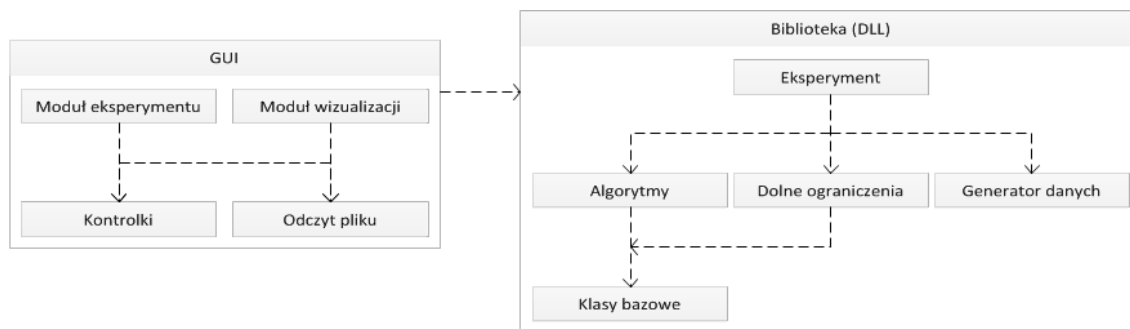 GUI
Moduł eksperymentu
Moduł wizualizacji
Kontrolki
Odczyt pliku
Biblioteka (DLL)
Eksperyment
Algorytmy
Dolne ograniczenia
Generator danych
Klasy bazowe